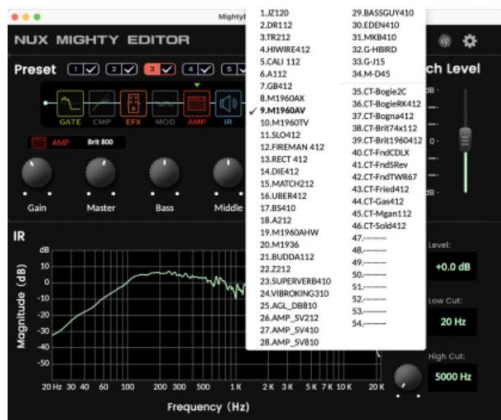 NUX MIGHTY EDITOR
Preset
1
2
3
4
5
ch Level
GATE
CMP
EFX
MOD
AMP
IR
AMP Brit 800
Gain
Master
Bass
Middle
1.JZ120
2.DR112
3.TR212
4.HIWIRE412
5.CALI 112
6.A112
7.GB412
8.M1960AX
9.M1960AV
10.M1960TV
11.SLO412
12.FIREMAN 412
13.RECT 412
14.DIE412
15.MATCH212
16.UBER412
17.BS410
18.A212
19.M1960AHW
20.M1936
21.BUDDA112
22.Z212
23.SUPERVERB410
24.VIBROKING310
25.AGL_DB810
26.AMP_SV212
27.AMP_SV410
28.AMP_SV810
29.BASSGUY410
30.EDEN410
31.MKB410
32.G-HBIRD
33.G-J15
34.M-D45
35.CT-Bogie2C
36.CT-BogieRK412
37.CT-Bogna412
38.CT-Brit74x112
39.CT-Brit1960412
40.CT-FndCDLX
41.CT-FndSRev
42.CT-FndTWR67
43.CT-Fried412
44.CT-Gas412
45.CT-Mgan112
46.CT-Sold412
47.--------
48.--------
49.--------
50.--------
51.--------
52.--------
53.--------
54.--------
IR
dB
10
0
-10
-20
-30
-40
-50
Magnitude (dB)
20 Hz 30 40 60 100 200 300 500 1 K 2 K 3 K 5 K 7 K 10 K 20 K
Frequency (Hz)
Level:
+0.0 dB
Low Cut:
20 Hz
High Cut:
5000 Hz